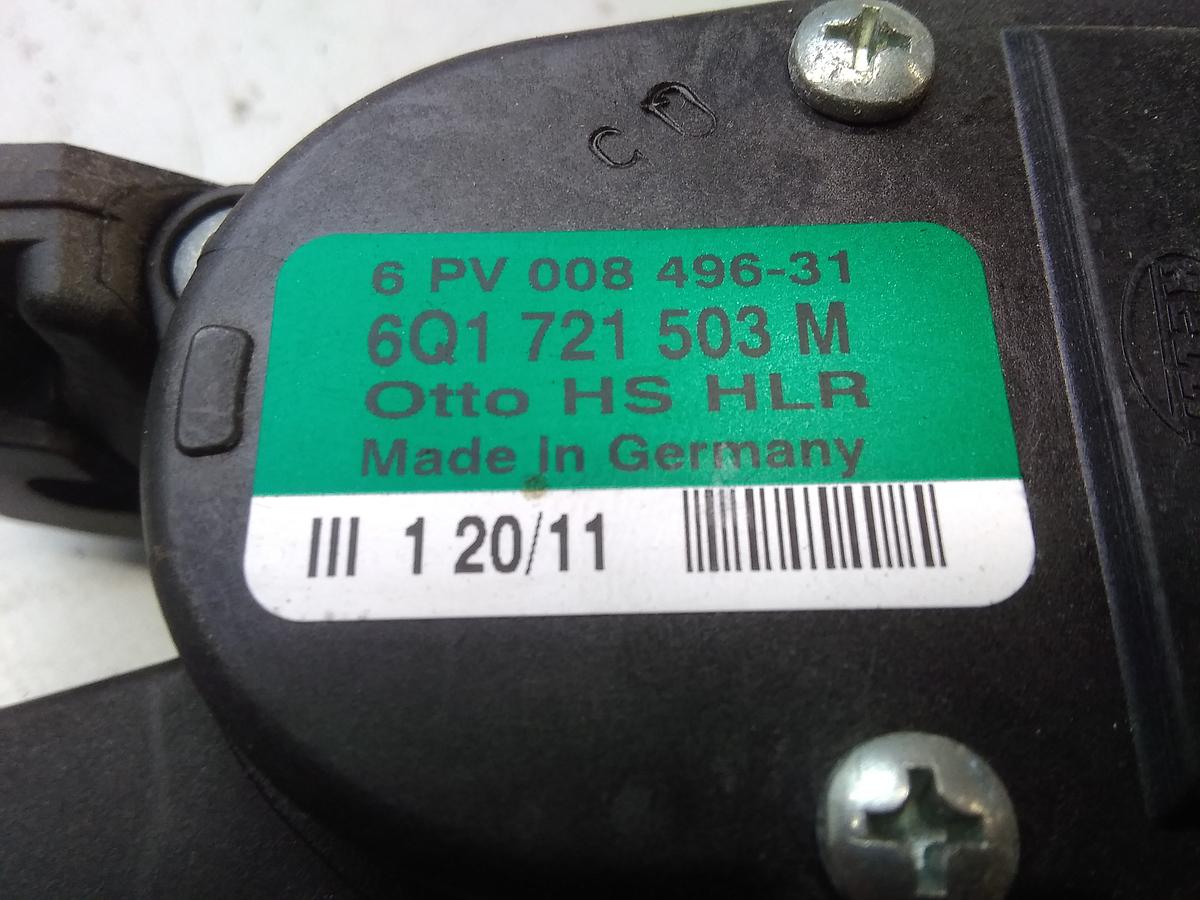 C
6 PV 008 496-31
6Q1 721 503 M
Otto HS HLR
Made in Germany
III 1 20/11